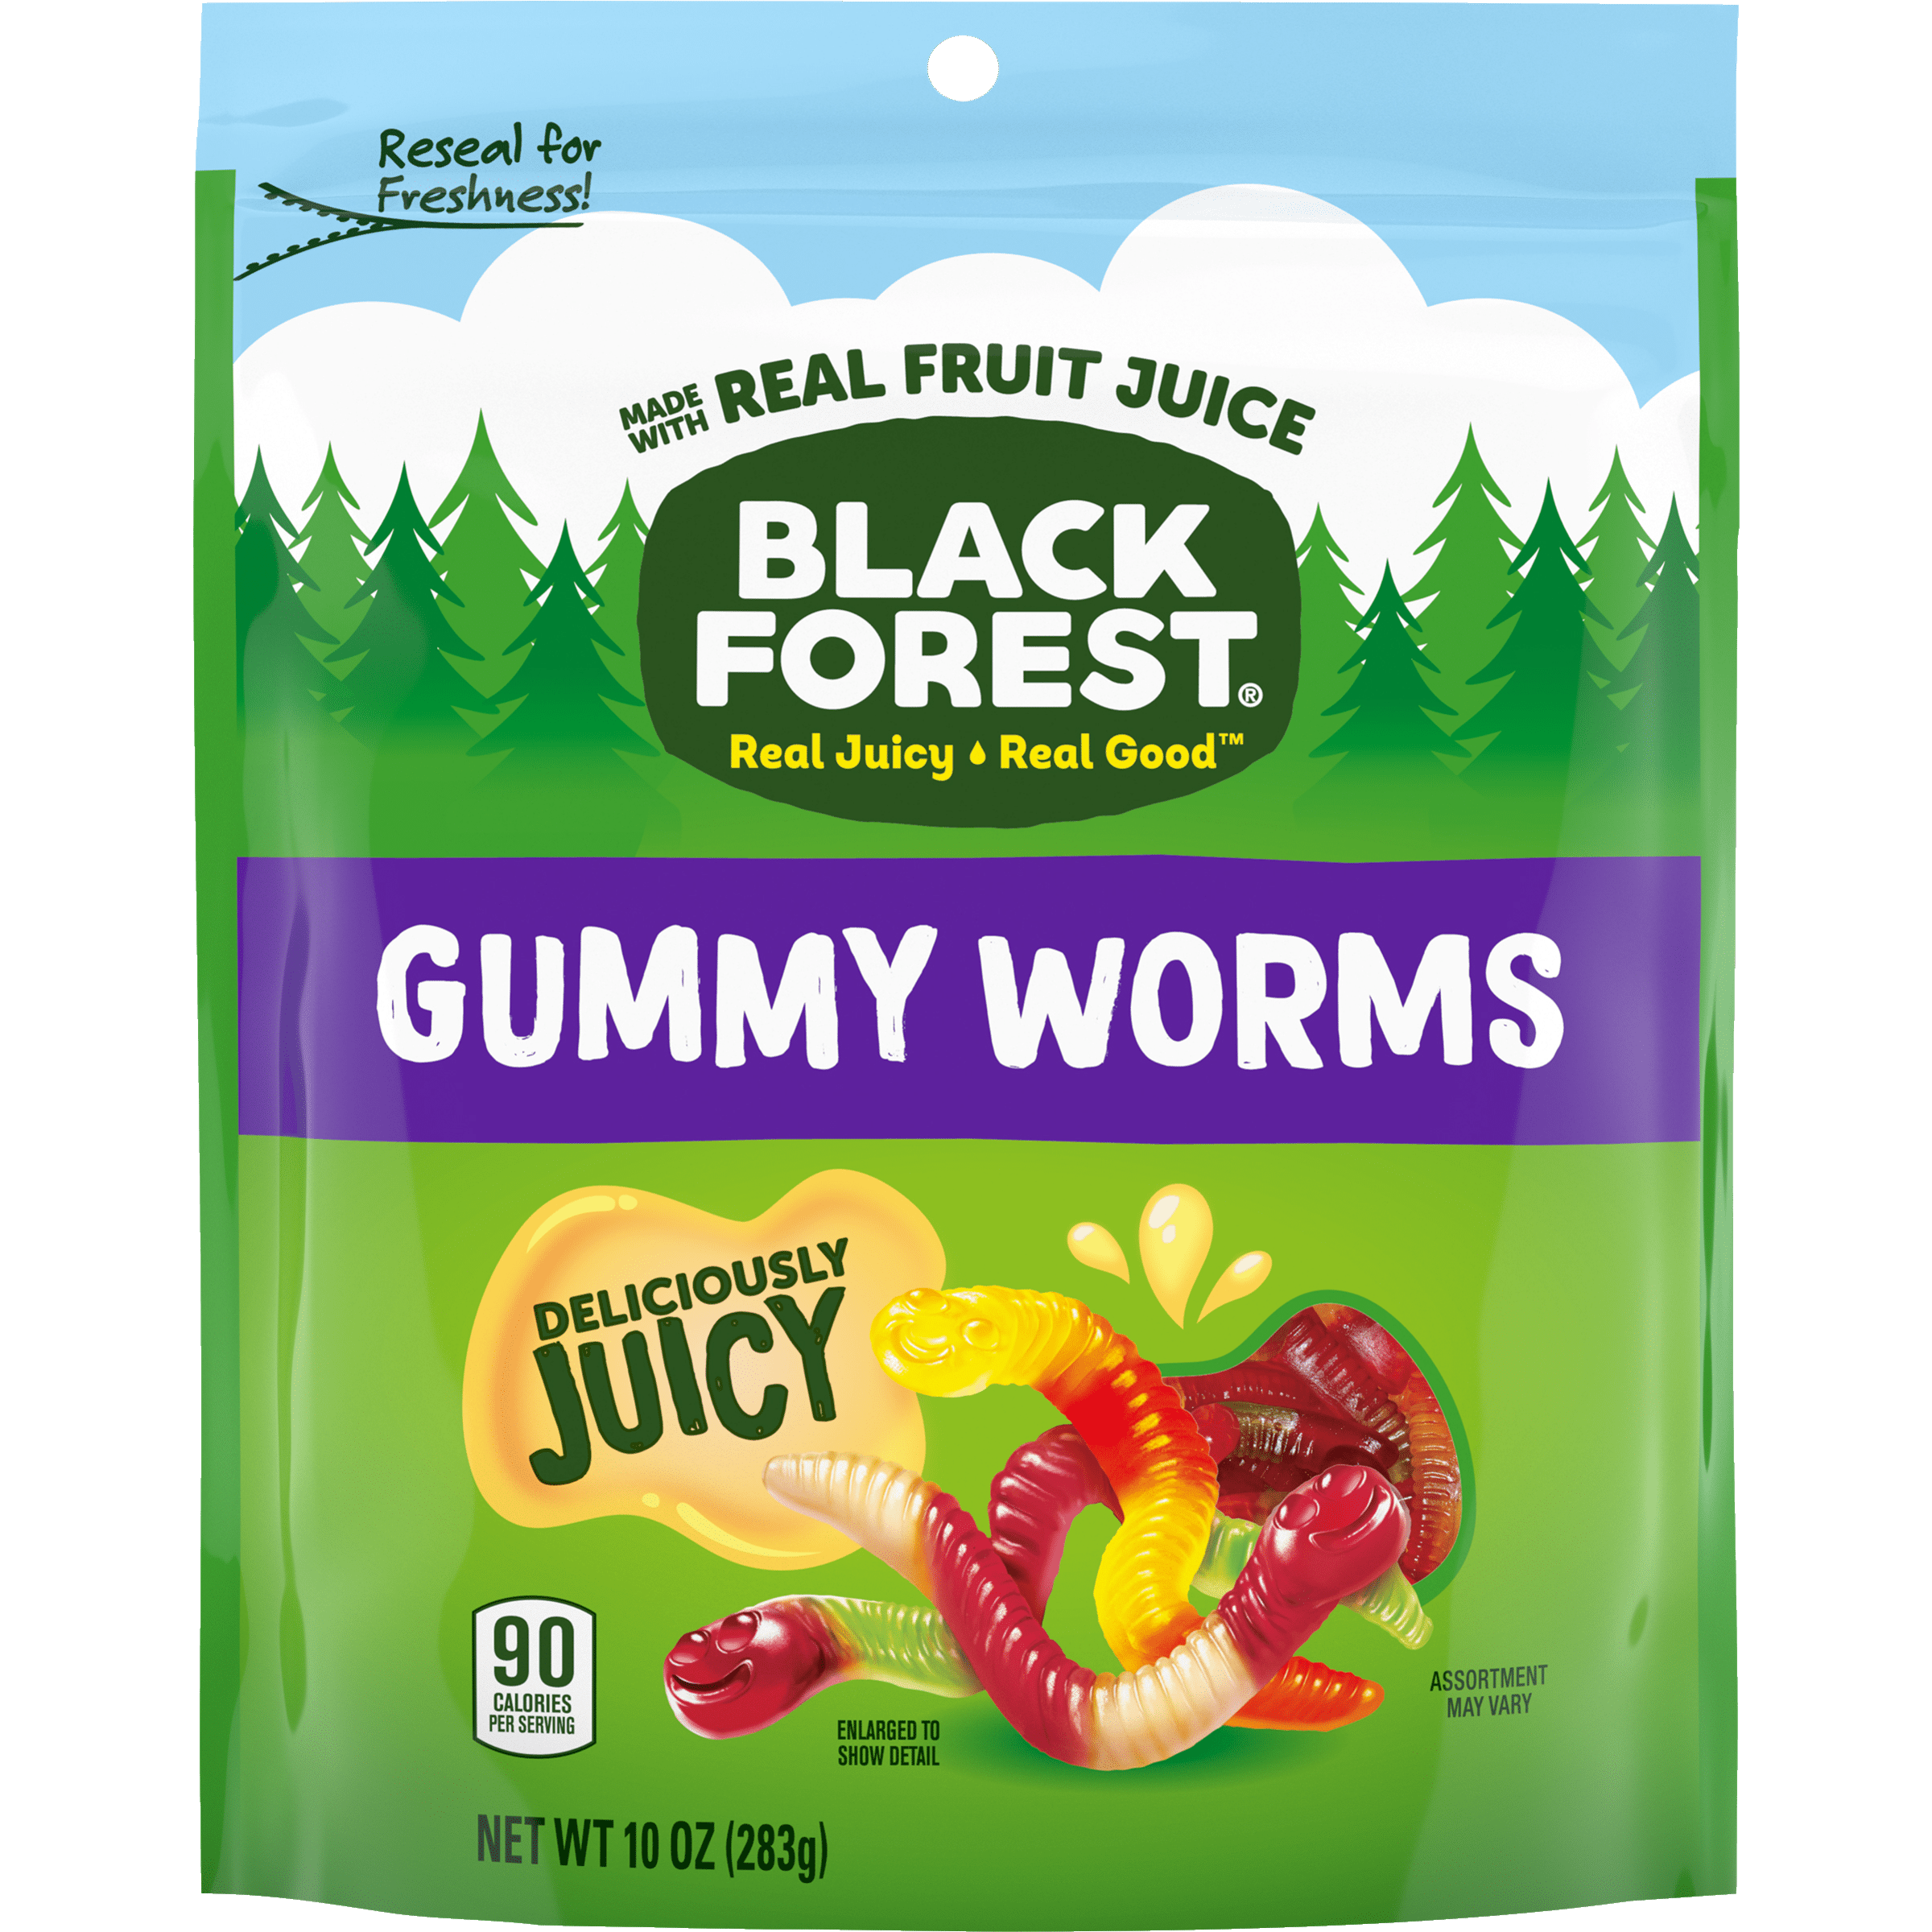 Reseal for
Freshness!
MADE
WITH REAL FRUIT JUICE
BLACK
FOREST®
Real Juicy Real Good™
GUMMY WORMS
DELICIOUSLY
JUICY
90
CALORIES
PER SERVING
ENLARGED TO
SHOW DETAIL
ASSORTMENT
MAY VARY
NET WT 10 OZ (283g)